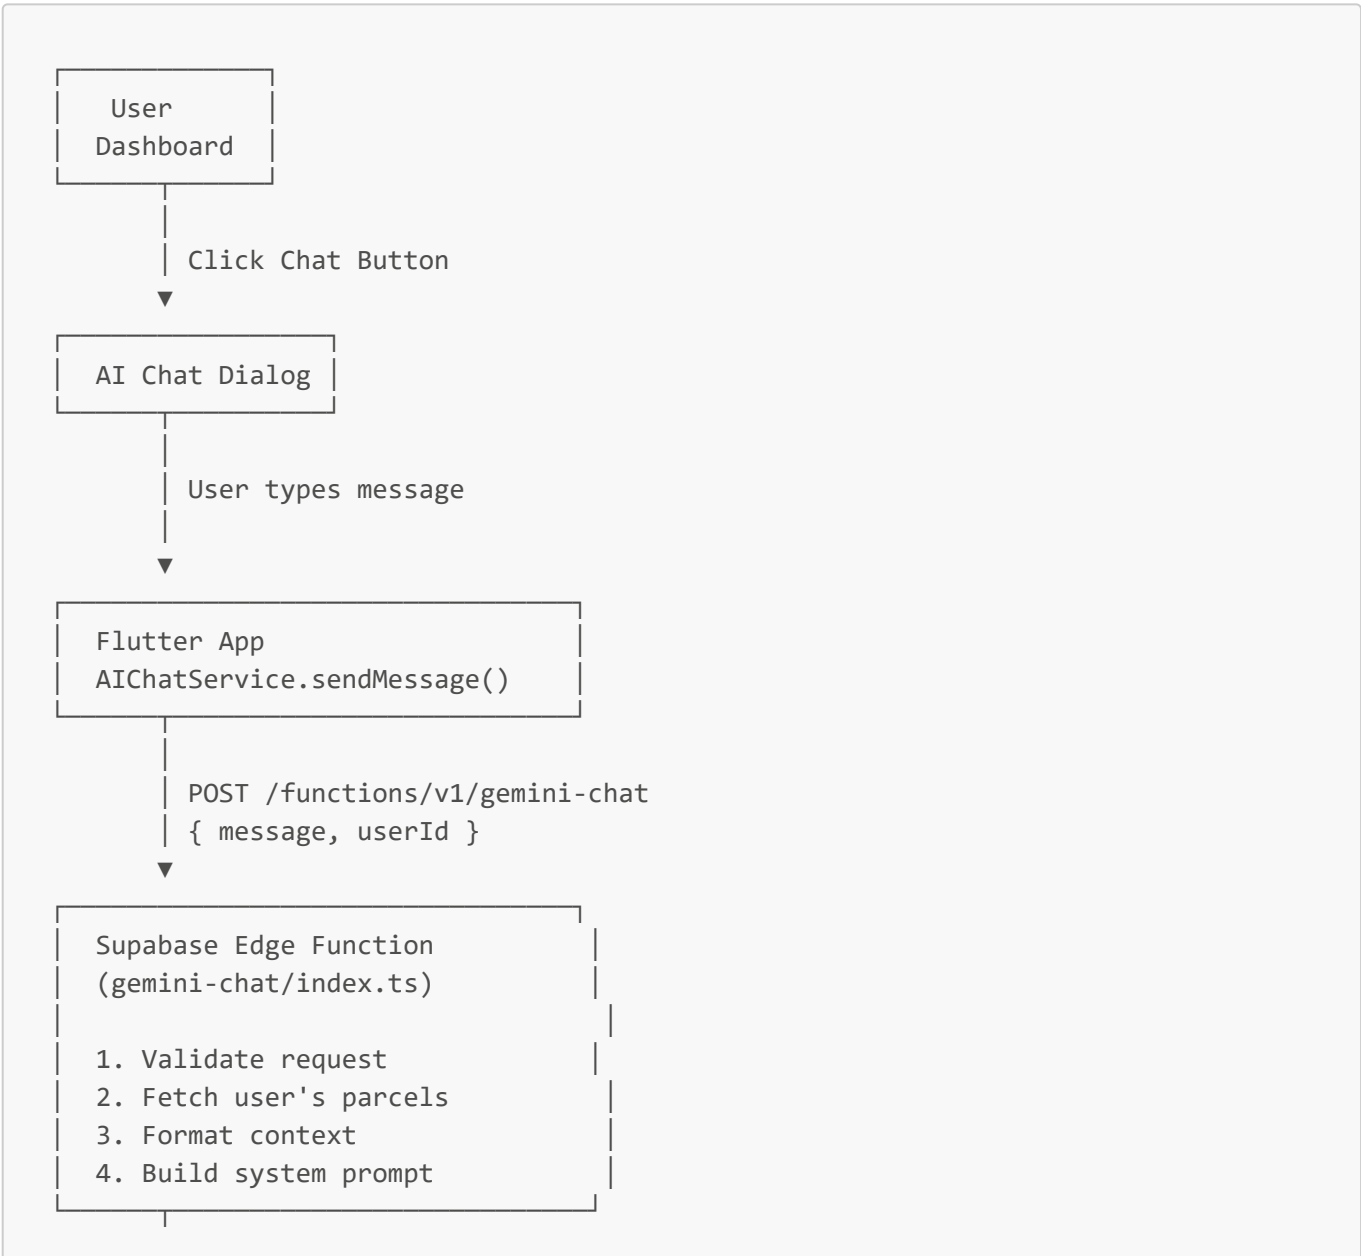 User
Dashboard
Click Chat Button
AI Chat Dialog
User types message
Flutter App
AIChatService.sendMessage()
POST /functions/v1/gemini-chat
{ message, userId }
Supabase Edge Function
(gemini-chat/index.ts)
1. Validate request
2. Fetch user's parcels
3. Format context
4. Build system prompt